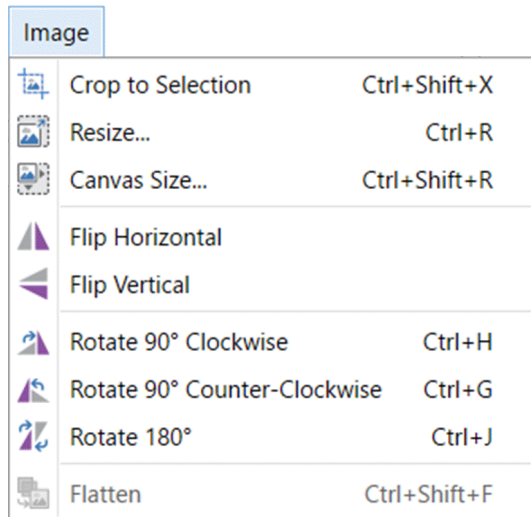 Image
Crop to Selection Ctrl+Shift+X
Resize... Ctrl+R
Canvas Size... Ctrl+Shift+R
Flip Horizontal
Flip Vertical
Rotate 90° Clockwise Ctrl+H
Rotate 90° Counter-Clockwise Ctrl+G
Rotate 180° Ctrl+J
Flatten Ctrl+Shift+F